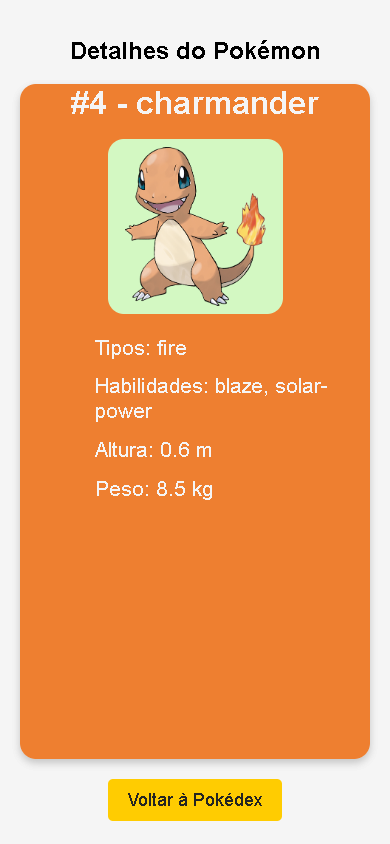 Detalhes do Pokémon
#4 - charmander
Tipos: fire
Habilidades: blaze, solar-
power
Altura: 0.6 m
Peso: 8.5 kg
Voltar à Pokédex